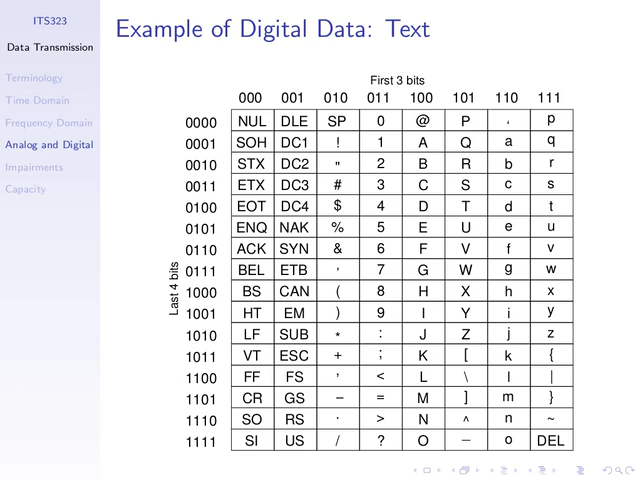 ITS323
Data Transmission
Terminology
Time Domain
Frequency Domain
Analog and Digital
Impairments
Capacity
Example of Digital Data: Text
First 3 bits
000 001 010 011 100 101 110 111
Last 4 bits
0000 NUL DLE SP 0 @ P ‘ p
0001 SOH DC1 ! 1 A Q a q
0010 STX DC2 " 2 B R b r
0011 ETX DC3 # 3 C S c s
0100 EOT DC4 $ 4 D T d t
0101 ENQ NAK % 5 E U e u
0110 ACK SYN & 6 F V f v
0111 BEL ETB ’ 7 G W g w
1000 BS CAN ( 8 H X h x
1001 HT EM ) 9 I Y i y
1010 LF SUB * : J Z j z
1011 VT ESC + ; K [ k {
1100 FF FS , < L \ l |
1101 CR GS – = M ] m }
1110 SO RS . > N ^ n ~
1111 SI US / ? O _ o DEL